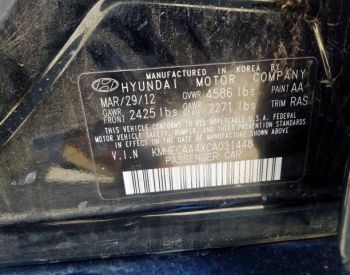 MANUFACTURED IN KOREA BY
HYUNDAI MOTOR COMPANY
MAR/29/12 GVWR 4586 lbs PAINT AA
GAWR FRONT 2425 lbs GAWR 2271 lbs TRIM RAS
THIS VEHICLE CONFORMS TO ALL APPLICABLE U.S.A. FEDERAL
MOTOR VEHICLE SAFETY, BUMPER, AND THEFT PREVENTION
STANDARDS IN EFFECT ON THE DATE OF MANUFACTURE SHOWN ABOVE.
V.I.N KMHEC4A4XCA031448
PASSENGER CAR